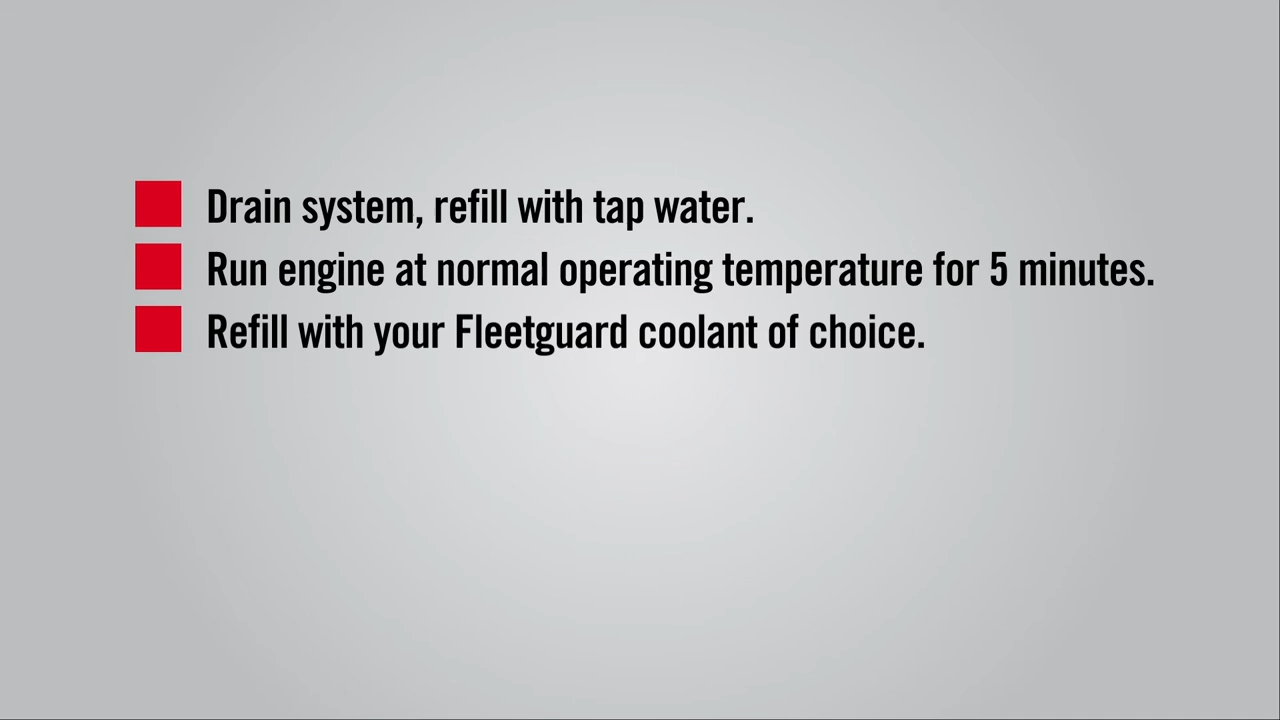 Drain system, refill with tap water.
Run engine at normal operating temperature for 5 minutes.
Refill with your Fleetguard coolant of choice.